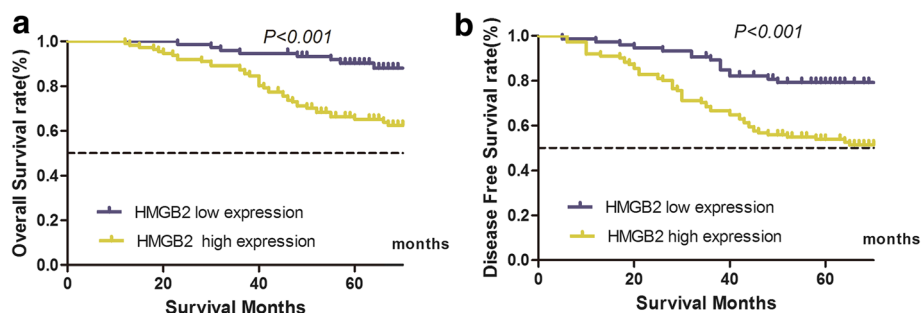 a
P<0.001
Overall Survival rate(%)
1.0
0.8
0.6
0.4
0.2
0.0
HMGB2 low expression
HMGB2 high expression
months
0 20 40 60
Survival Months
b
P<0.001
Disease Free Survival rate(%)
1.0
0.8
0.6
0.4
0.2
0.0
HMGB2 low expression
HMGB2 high expression
months
0 20 40 60
Survival Months